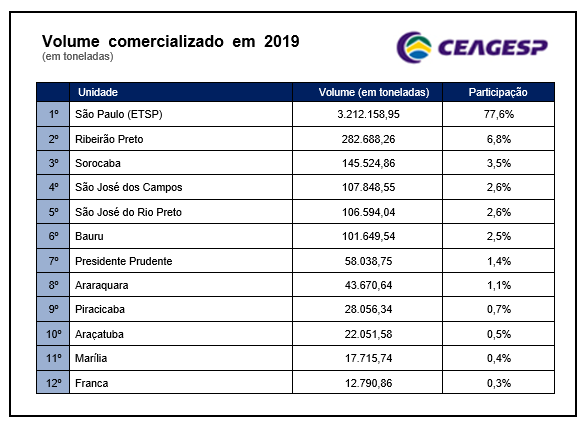 Volume comercializado em 2019
(em toneladas)
CEAGESP
Unidade Volume (em toneladas) Participação
1º São Paulo (ETSP) 3.212.158,95 77,6%
2º Ribeirão Preto 282.688,26 6,8%
3º Sorocaba 145.524,86 3,5%
4º São José dos Campos 107.848,55 2,6%
5º São José do Rio Preto 106.594,04 2,6%
6º Bauru 101.649,54 2,5%
7º Presidente Prudente 58.038,75 1,4%
8º Araraquara 43.670,64 1,1%
9º Piracicaba 28.056,34 0,7%
10º Araçatuba 22.051,58 0,5%
11º Marília 17.715,74 0,4%
12º Franca 12.790,86 0,3%